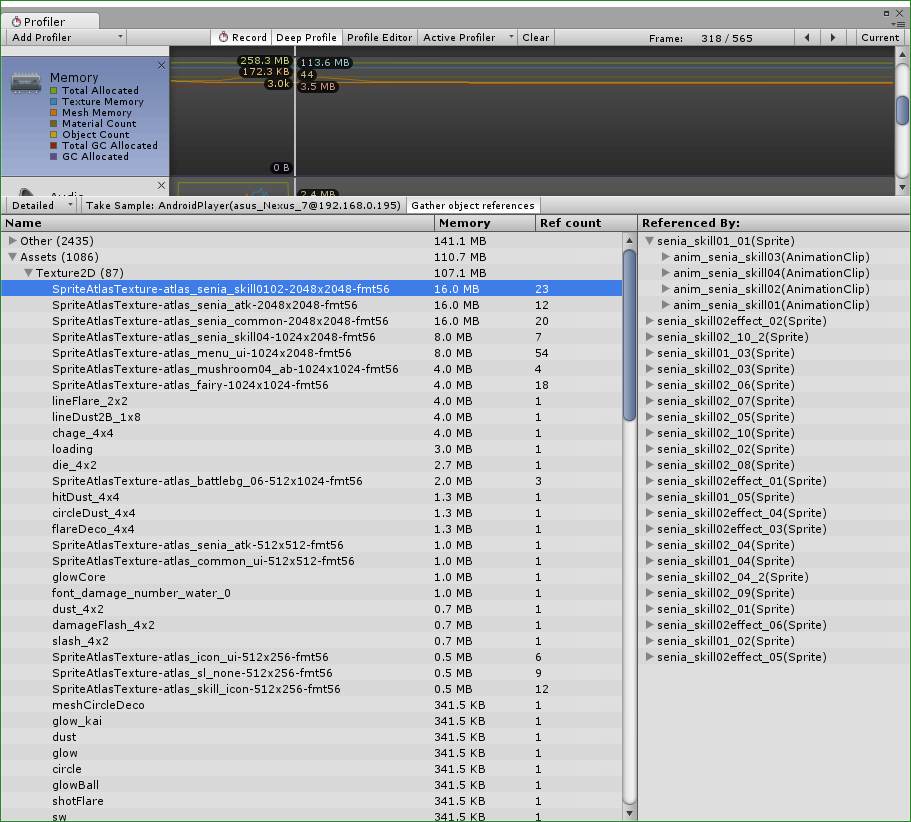 Profiler
Add Profiler Record Deep Profile Profile Editor Active Profiler Clear Frame: 318 / 565 Current
Memory
Total Allocated
Texture Memory
Mesh Memory
Material Count
Object Count
Total GC Allocated
GC Allocated
258.3 MB 113.6 MB
172.3 KB 44
3.0k 3.5 MB
0 B
Audio
2.4 MB
Detailed Take Sample: AndroidPlayer(asus_Nexus_7@192.168.0.195) Gather object references
Name Memory Ref count Referenced By:
Other (2435) 141.1 MB senia_skill01_01(Sprite)
Assets (1086) 110.7 MB anim_senia_skill03(AnimationClip)
Texture2D (87) 107.1 MB anim_senia_skill04(AnimationClip)
SpriteAtlasTexture-atlas_senia_skill0102-2048x2048-fmt56 16.0 MB 23 anim_senia_skill02(AnimationClip)
SpriteAtlasTexture-atlas_senia_atk-2048x2048-fmt56 16.0 MB 12 anim_senia_skill01(AnimationClip)
SpriteAtlasTexture-atlas_senia_common-2048x2048-fmt56 16.0 MB 20 senia_skill02effect_02(Sprite)
SpriteAtlasTexture-atlas_senia_skill04-1024x2048-fmt56 8.0 MB 7 senia_skill02_10_2(Sprite)
SpriteAtlasTexture-atlas_menu_ui-1024x2048-fmt56 8.0 MB 54 senia_skill01_03(Sprite)
SpriteAtlasTexture-atlas_mushroom04_ab-1024x1024-fmt56 4.0 MB 4 senia_skill02_03(Sprite)
SpriteAtlasTexture-atlas_fairy-1024x1024-fmt56 4.0 MB 18 senia_skill02_06(Sprite)
lineFlare_2x2 4.0 MB 1 senia_skill02_07(Sprite)
lineDust2B_1x8 4.0 MB 1 senia_skill02_05(Sprite)
chage_4x4 4.0 MB 1 senia_skill02_10(Sprite)
loading 3.0 MB 1 senia_skill02_02(Sprite)
die_4x2 2.7 MB 1 senia_skill02_08(Sprite)
SpriteAtlasTexture-atlas_battlebg_06-512x1024-fmt56 2.0 MB 3 senia_skill02effect_01(Sprite)
hitDust_4x4 1.3 MB 1 senia_skill01_05(Sprite)
circleDust_4x4 1.3 MB 1 senia_skill02effect_04(Sprite)
flareDeco_4x4 1.3 MB 1 senia_skill02effect_03(Sprite)
SpriteAtlasTexture-atlas_senia_atk-512x512-fmt56 1.0 MB 1 senia_skill02_04(Sprite)
SpriteAtlasTexture-atlas_common_ui-512x512-fmt56 1.0 MB 1 senia_skill01_04(Sprite)
glowCore 1.0 MB 1 senia_skill02_04_2(Sprite)
font_damage_number_water_0 1.0 MB 1 senia_skill02_09(Sprite)
dust_4x2 0.7 MB 1 senia_skill02_01(Sprite)
damageFlash_4x2 0.7 MB 1 senia_skill02effect_06(Sprite)
slash_4x2 0.7 MB 1 senia_skill01_02(Sprite)
SpriteAtlasTexture-atlas_icon_ui-512x256-fmt56 0.5 MB 6 senia_skill02effect_05(Sprite)
SpriteAtlasTexture-atlas_sl_none-512x256-fmt56 0.5 MB 9
SpriteAtlasTexture-atlas_skill_icon-512x256-fmt56 0.5 MB 12
meshCircleDeco 341.5 KB 1
glow_kai 341.5 KB 1
dust 341.5 KB 1
glow 341.5 KB 1
circle 341.5 KB 1
glowBall 341.5 KB 1
shotFlare 341.5 KB 1
sw 341.5 KB 1